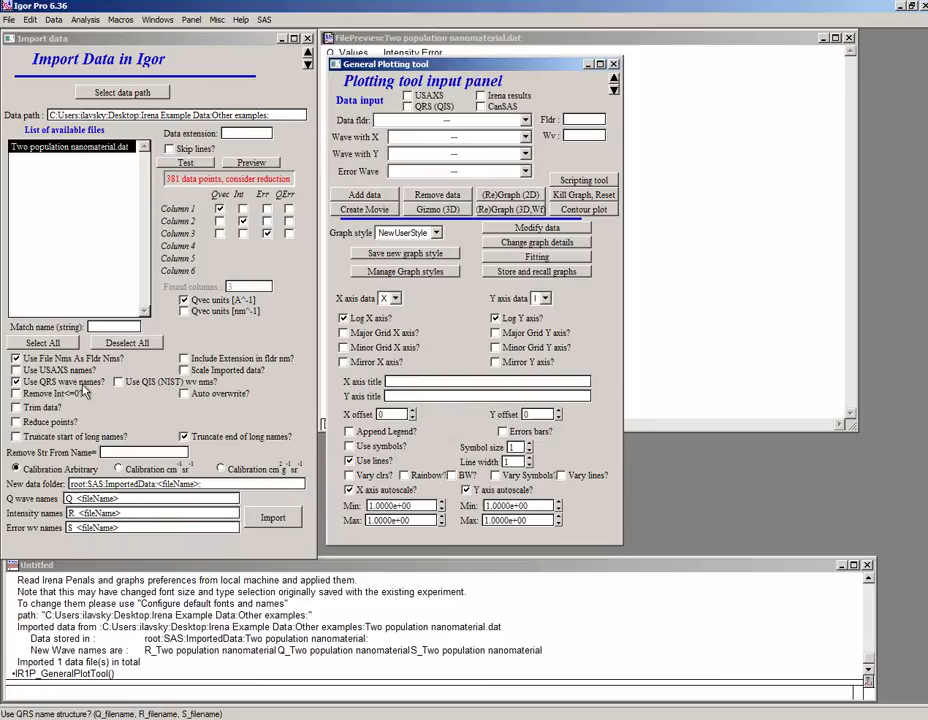 Igor Pro 6.36
File Edit Data Analysis Macros Windows Panel Misc Help SAS
Import data
Import Data in Igor
Select data path
Data path : C:Users:ilavsky:Desktop:Irena Example Data:Other examples:
List of available files
Two population nanomaterial.dat
Data extension:
Skip lines?
Test Preview
381 data points, consider reduction
Qvec Int Err QErr
Column 1
Column 2
Column 3
Column 4
Column 5
Column 6
Found columns : 3
Qvec units [A^-1]
Qvec units [nm^-1]
Match name (string):
Select All Deselect All
Use File Nms As Fldr Nms? Include Extension in fldr nm?
Use USAXS names? Scale Imported data?
Use QRS wave names? Use QIS (NIST) wv nms?
Remove Int<=0? Auto overwrite?
Trim data?
Reduce points?
Truncate start of long names? Truncate end of long names?
Remove Str From Name=
Calibration Arbitrary Calibration cm-1 sr-1 Calibration cm2g-1 sr-1
New data folder: root:SAS:ImportedData:<fileName>:
Q wave names Q_<fileName>
Intensity names R_<fileName>
Error wv names S_<fileName>
Import
FilePreview:Two population nanomaterial.dat
Q Values Intensity Error
General Plotting tool
Plotting tool input panel
Data input USAXS Irena results
QRS (QIS) CanSAS
Data fldr: --- Fldr:
Wave with X --- Wv:
Wave with Y ---
Error Wave ---
Scripting tool
Add data Remove data (Re)Graph (2D) Kill Graph, Reset
Create Movie Gizmo (3D) (Re)Graph (3D,Wf) Contour plot
Graph style NewUserStyle Modify data
Change graph details
Save new graph style Fitting
Manage Graph styles Store and recall graphs
X axis data X Y axis data I
Log X axis? Log Y axis?
Major Grid X axis? Major Grid Y axis?
Minor Grid X axis? Minor Grid Y axis?
Mirror X axis? Mirror Y axis?
X axis title
Y axis title
X offset 0 Y offset 0
Append Legend? Errors bars?
Use symbols? Symbol size 1
Use lines? Line width 1
Vary clrs? Rainbow? BW? Vary Symbols? Vary lines?
X axis autoscale? Y axis autoscale?
Min: 1.0000e+00 Min: 1.0000e+00
Max: 1.0000e+00 Max: 1.0000e+00
Untitled
Read Irena Penals and graphs preferences from local machine and applied them.
Note that this may have changed font size and type selection originally saved with the existing experiment.
To change them please use "Configure default fonts and names"
path: "C:Users:ilavsky:Desktop:Irena Example Data:Other examples:"
Imported data from :C:Users:ilavsky:Desktop:Irena Example Data:Other examples:Two population nanomaterial.dat
Data stored in : root:SAS:ImportedData:Two population nanomaterial:
New Wave names are : R_Two population nanomaterialQ_Two population nanomaterialS_Two population nanomaterial
Imported 1 data file(s) in total
•IR1P_GeneralPlotTool()
Use QRS name structure? (Q_filename, R_filename, S_filename)